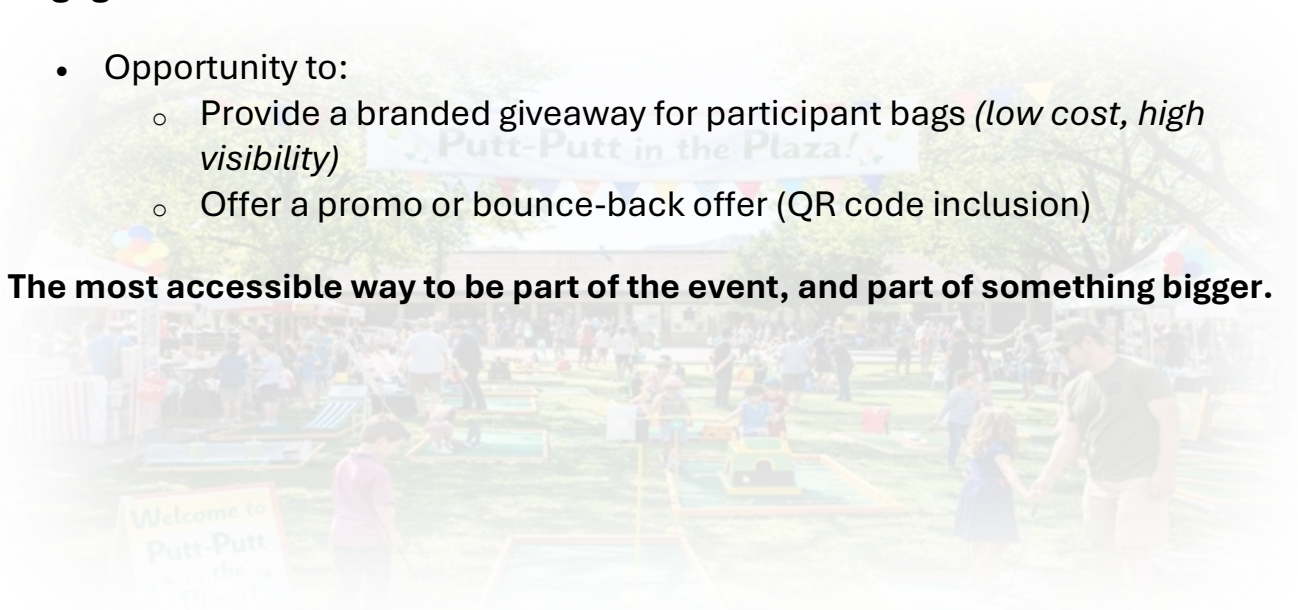 • Opportunity to:
o Provide a branded giveaway for participant bags (low cost, high
visibility)
Putt-Putt in the Plaza!
o Offer a promo or bounce-back offer (QR code inclusion)
The most accessible way to be part of the event, and part of something bigger.
Welcome to
Putt-Putt
in the
Plaza!